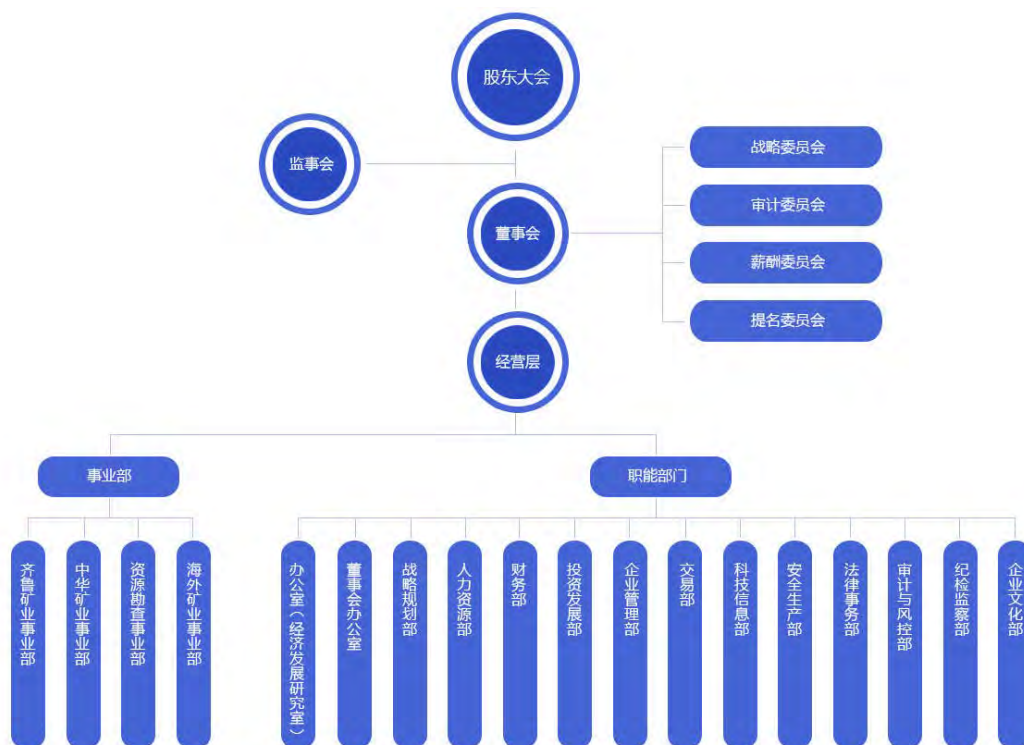 股东大会
监事会
董事会
战略委员会
审计委员会
薪酬委员会
提名委员会
经营层
事业部
职能部门
齐鲁矿业事业部
中华矿业事业部
资源勘查事业部
海外矿业事业部
办公室（经济发展研究室）
董事会办公室
战略规划部
人力资源部
财务部
投资发展部
企业管理部
交易部
科技信息部
安全生产部
法律事务部
审计与风控部
纪检监察部
企业文化部